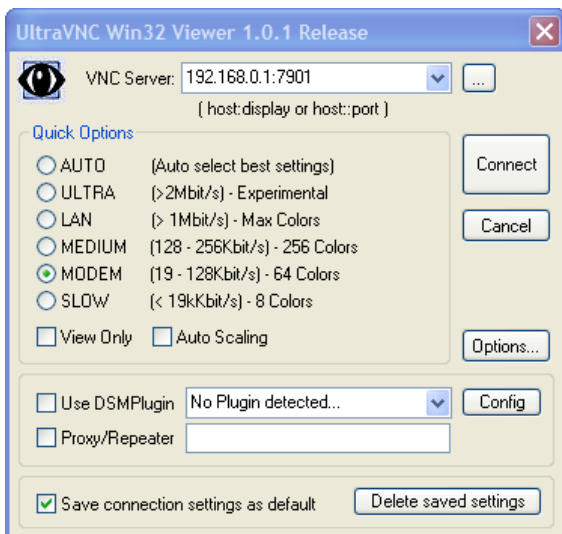 UltraVNC Win32 Viewer 1.0.1 Release
VNC Server: 192.168.0.1:7901 ...
( host:display or host::port )
Quick Options
AUTO (Auto select best settings)
ULTRA (>2Mbit/s) - Experimental
LAN (> 1Mbit/s) - Max Colors
MEDIUM (128 - 256Kbit/s) - 256 Colors
MODEM (19 - 128Kbit/s) - 64 Colors
SLOW (< 19kKbit/s) - 8 Colors
View Only Auto Scaling
Connect
Cancel
Options...
Use DSMPlugin No Plugin detected... Config
Proxy/Repeater
Save connection settings as default Delete saved settings